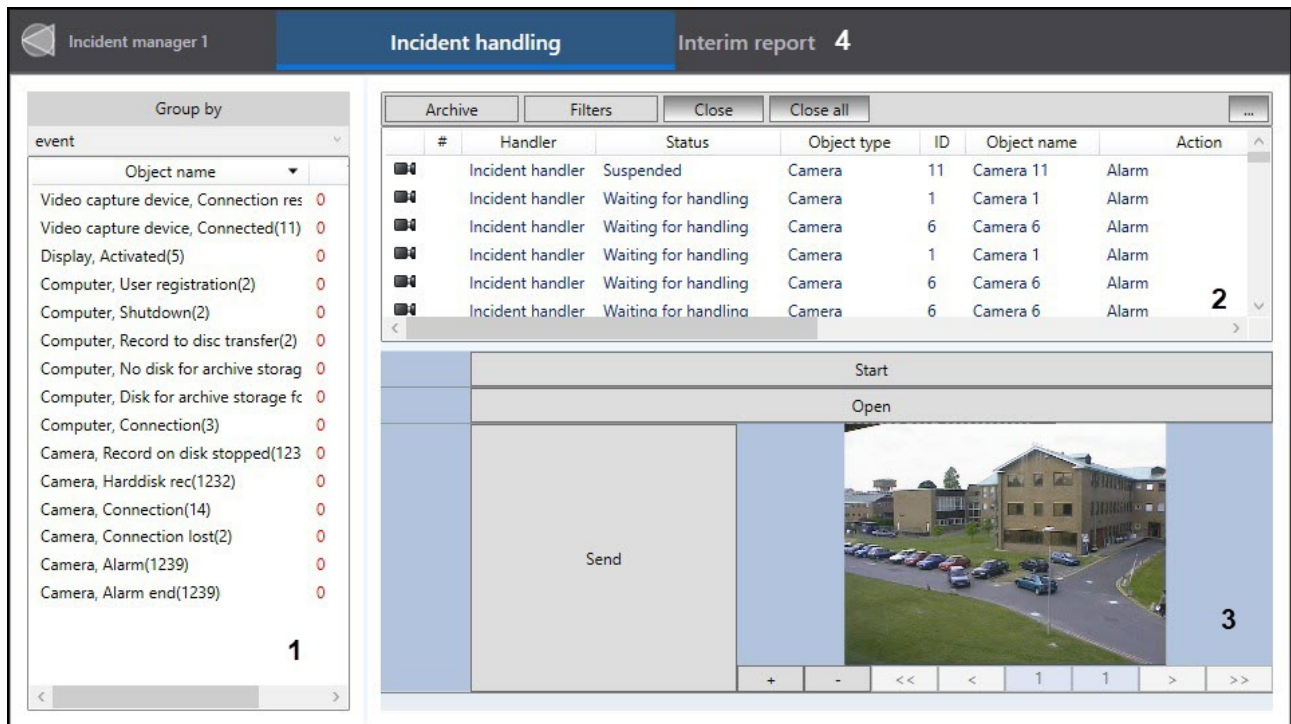 Incident manager 1
Incident handling
Interim report 4
Group by
event
Object name
Video capture device, Connection res 0
Video capture device, Connected(11) 0
Display, Activated(5) 0
Computer, User registration(2) 0
Computer, Shutdown(2) 0
Computer, Record to disc transfer(2) 0
Computer, No disk for archive storag 0
Computer, Disk for archive storage fc 0
Computer, Connection(3) 0
Camera, Record on disk stopped(123 0
Camera, Harddisk rec(1232) 0
Camera, Connection(14) 0
Camera, Connection lost(2) 0
Camera, Alarm(1239) 0
Camera, Alarm end(1239) 0
1
Archive Filters Close Close all ...
# Handler Status Object type ID Object name Action
Incident handler Suspended Camera 11 Camera 11 Alarm
Incident handler Waiting for handling Camera 1 Camera 1 Alarm
Incident handler Waiting for handling Camera 6 Camera 6 Alarm
Incident handler Waiting for handling Camera 1 Camera 1 Alarm
Incident handler Waiting for handling Camera 6 Camera 6 Alarm
Incident handler Waiting for handling Camera 6 Camera 6 Alarm
2
Start
Open
Send
3
+ - << < 1 1 > >>